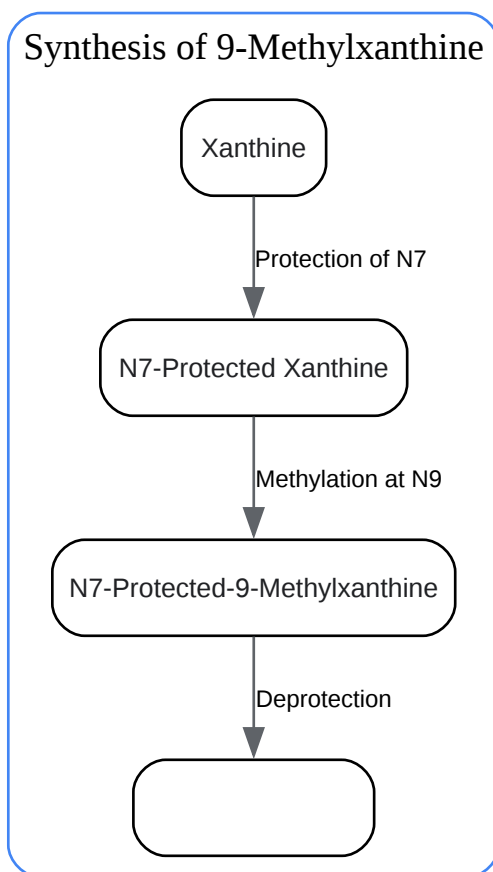 Synthesis of 9-Methylxanthine
Xanthine
Protection of N7
N7-Protected Xanthine
Methylation at N9
N7-Protected-9-Methylxanthine
Deprotection